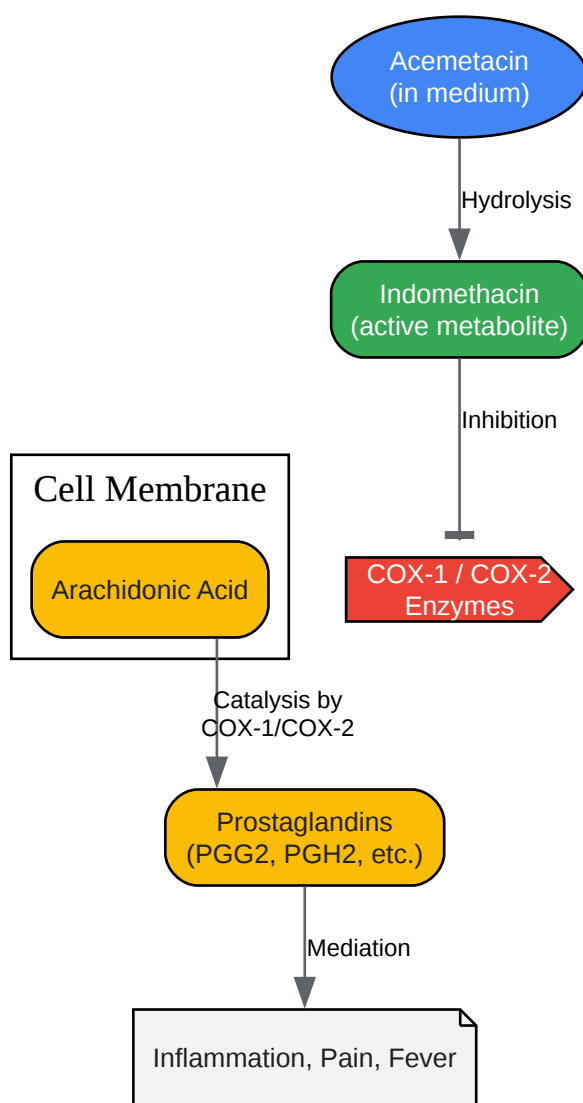 Acemetacin
(in medium)
Hydrolysis
Indomethacin
(active metabolite)
Inhibition
Cell Membrane
Arachidonic Acid
COX-1 / COX-2
Enzymes
Catalysis by
COX-1/COX-2
Prostaglandins
(PGG2, PGH2, etc.)
Mediation
Inflammation, Pain, Fever